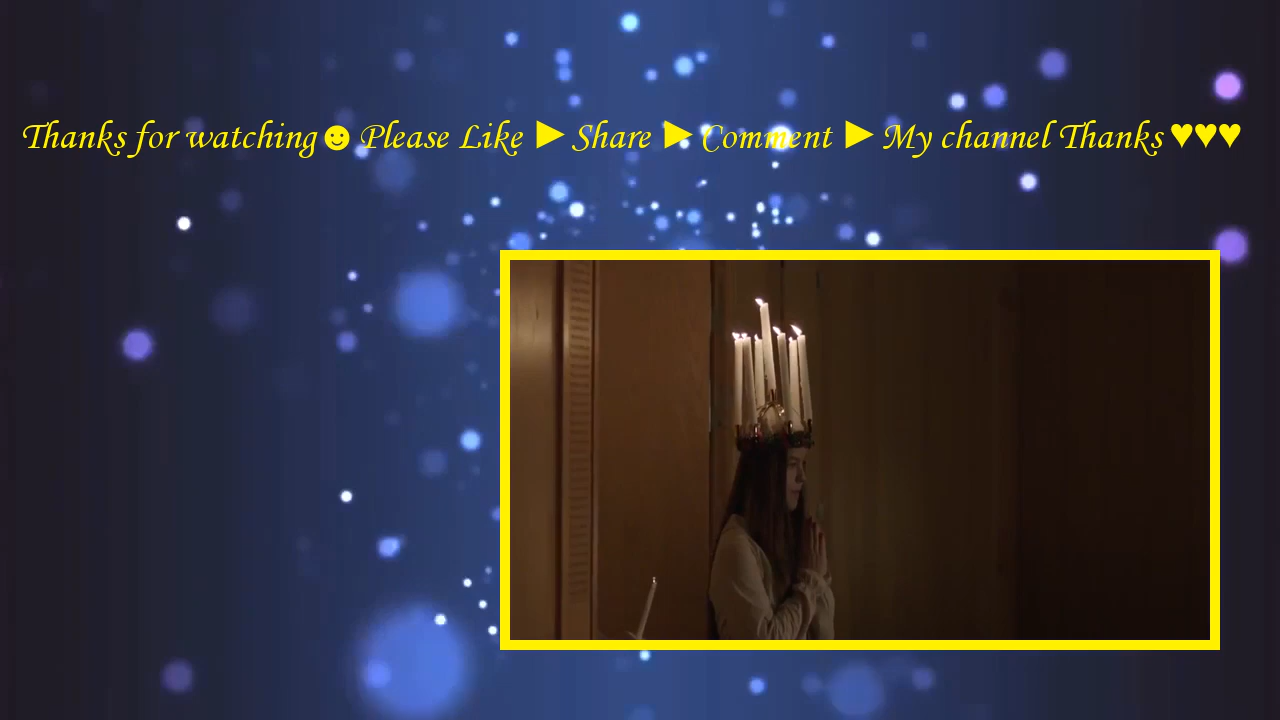 Thanks for watching☻Please Like ► Share ► Comment ► My channel Thanks ♥♥♥